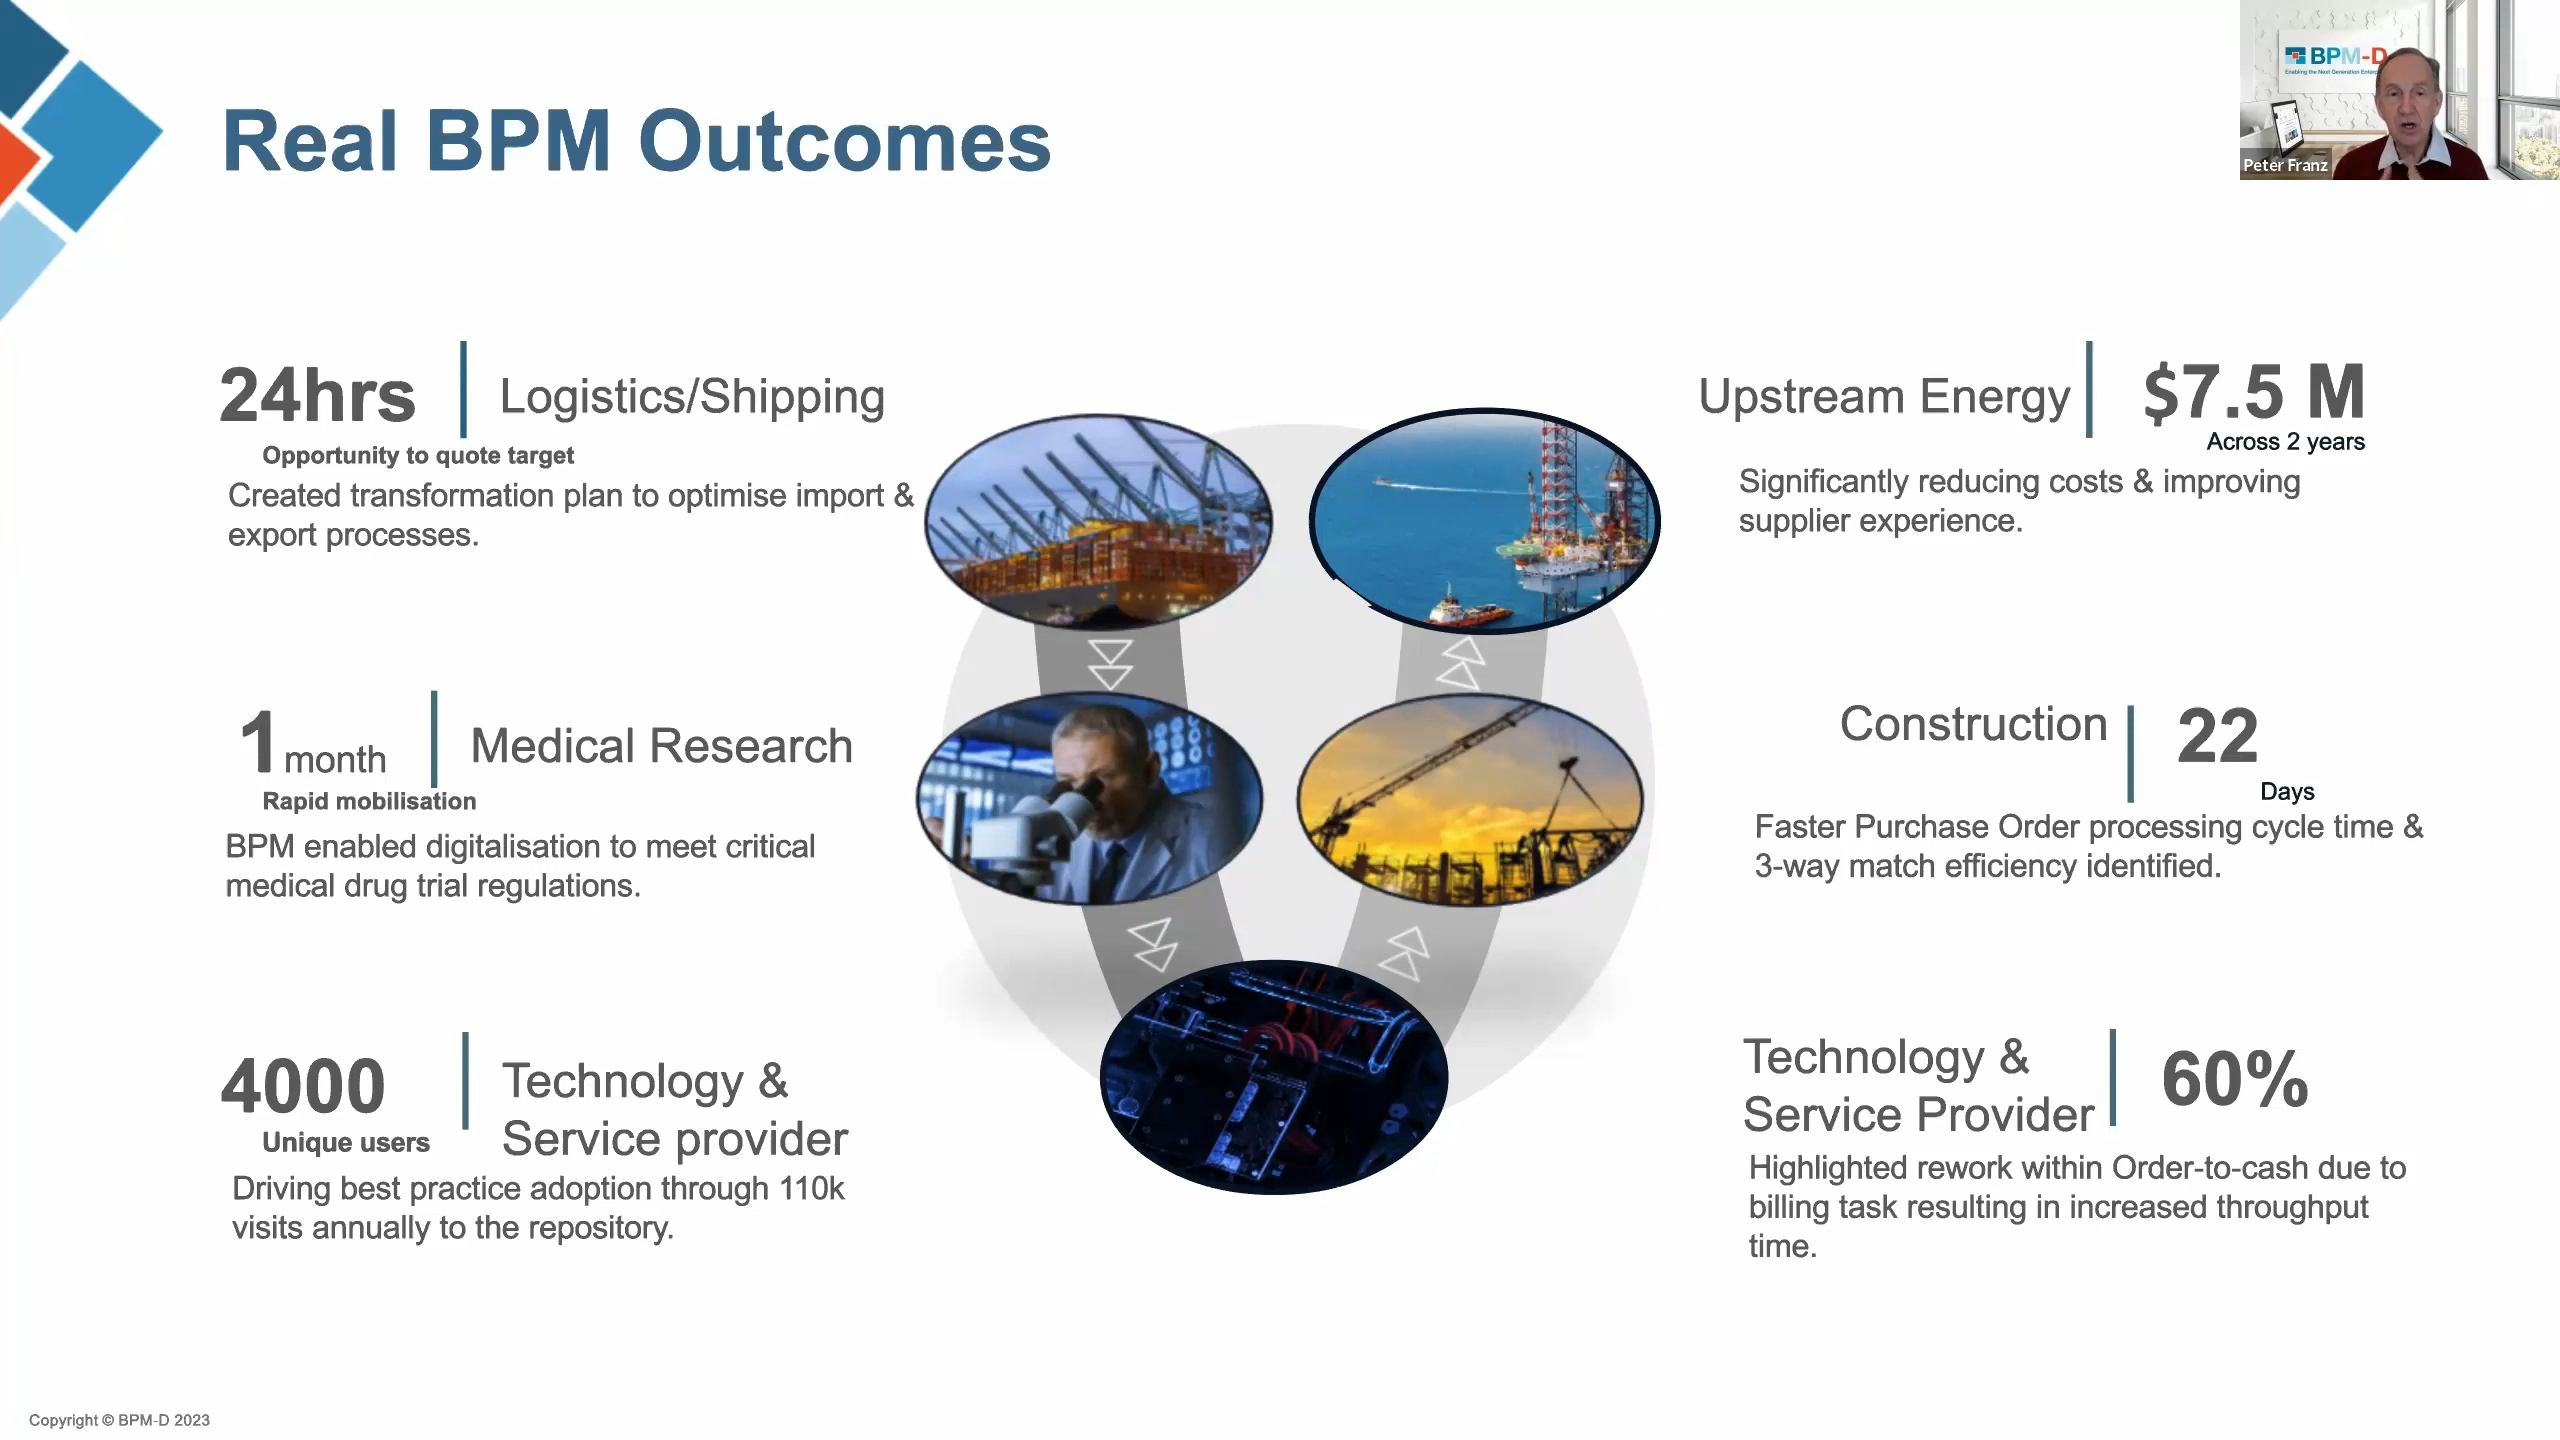 Real BPM Outcomes
BPM-D
Enabling the Next Generation
Peter Franz
24hrs
Logistics/Shipping
Opportunity to quote target
Created transformation plan to optimise import &
export processes.
1 month
Medical Research
Rapid mobilisation
BPM enabled digitalisation to meet critical
medical drug trial regulations.
4000
Technology &
Service provider
Unique users
Driving best practice adoption through 110k
visits annually to the repository.
Upstream Energy
$7.5 M
Across 2 years
Significantly reducing costs & improving
supplier experience.
Construction
22
Days
Faster Purchase Order processing cycle time &
3-way match efficiency identified.
Technology &
Service Provider
60%
Highlighted rework within Order-to-cash due to
billing task resulting in increased throughput
time.
Copyright © BPM-D 2023